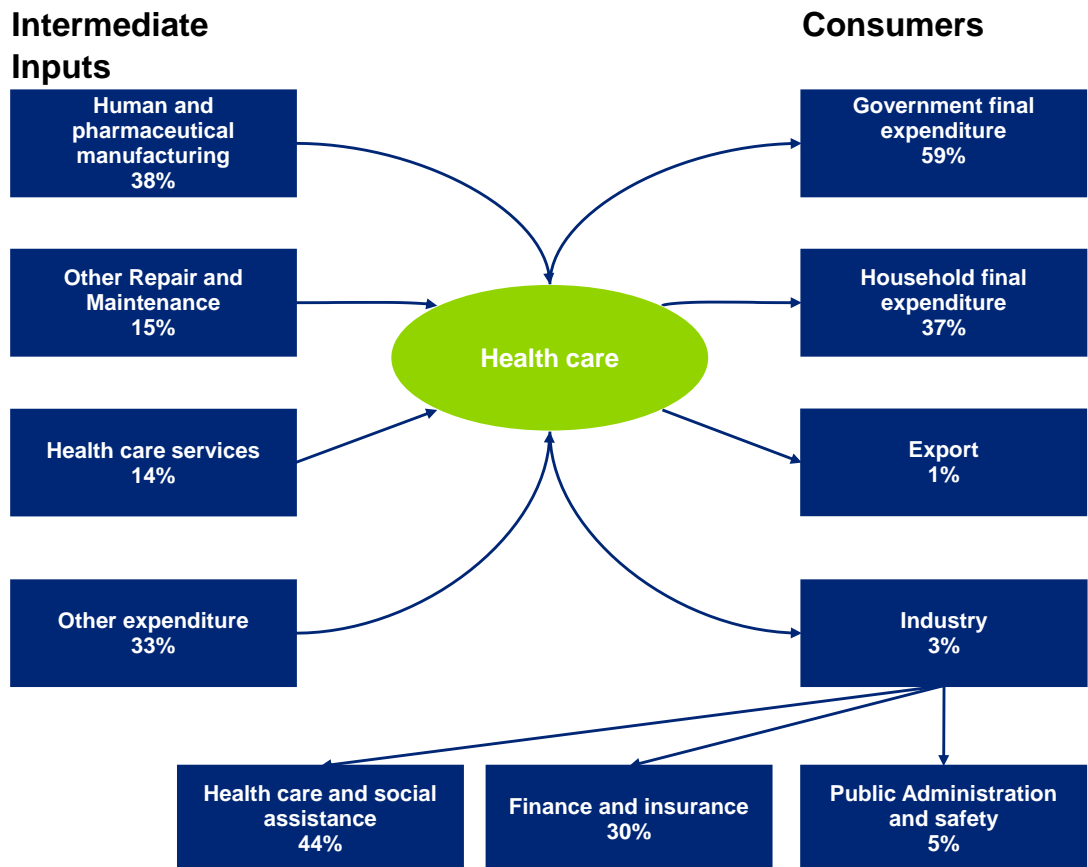 Intermediate
Inputs
Consumers
Human and
pharmaceutical
manufacturing
38%
Government final
expenditure
59%
Other Repair and
Maintenance
15%
Household final
expenditure
37%
Health care
Health care services
14%
Export
1%
Other expenditure
33%
Industry
3%
Health care and social
assistance
44%
Finance and insurance
30%
Public Administration
and safety
5%